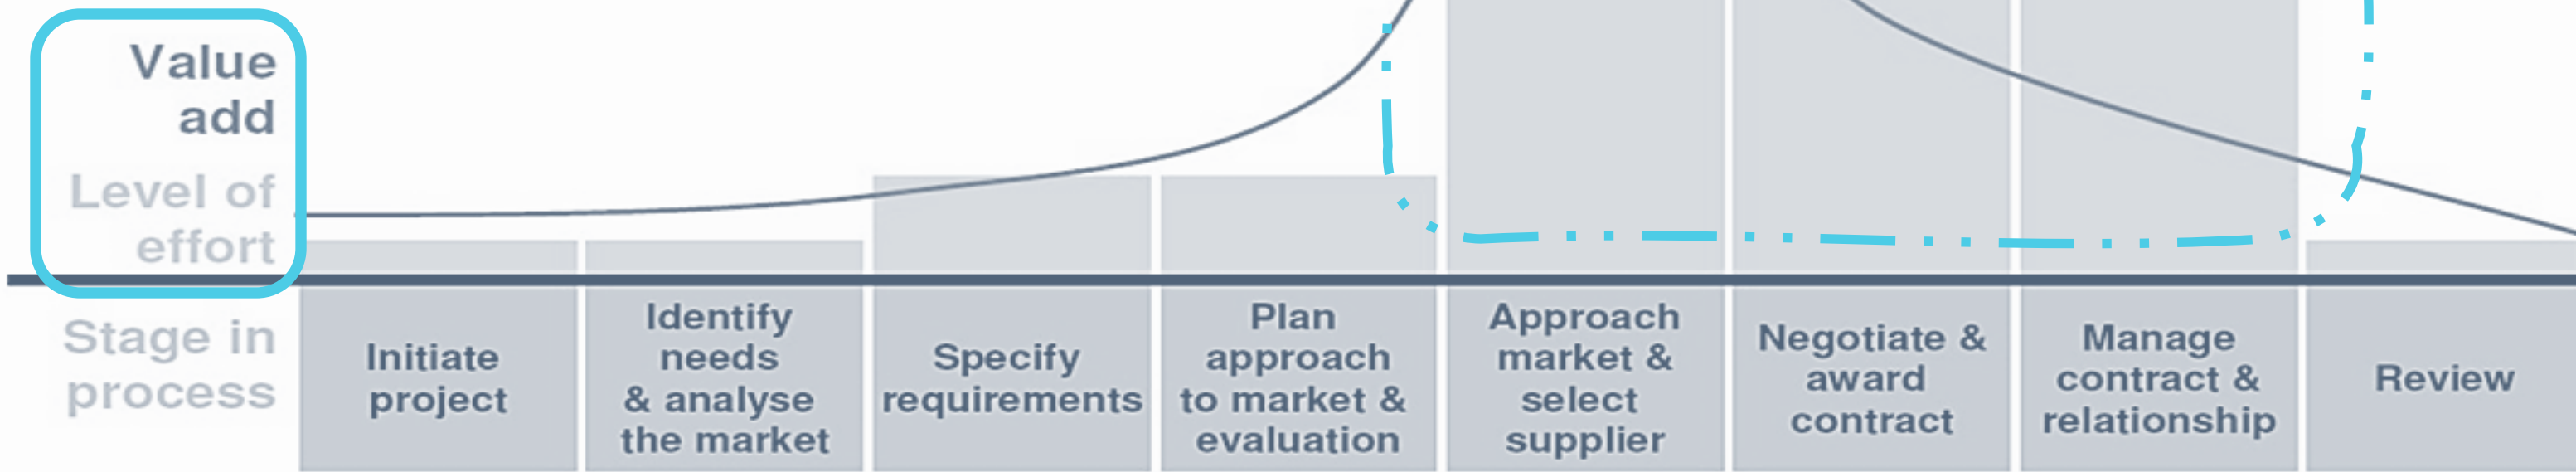 Value
add
Level of
effort
Stage in
process
Initiate
project
Identify
needs
& analyse
the market
Specify
requirements
Plan
approach
to market &
evaluation
Approach
market &
select
supplier
Negotiate &
award
contract
Manage
contract &
relationship
Review